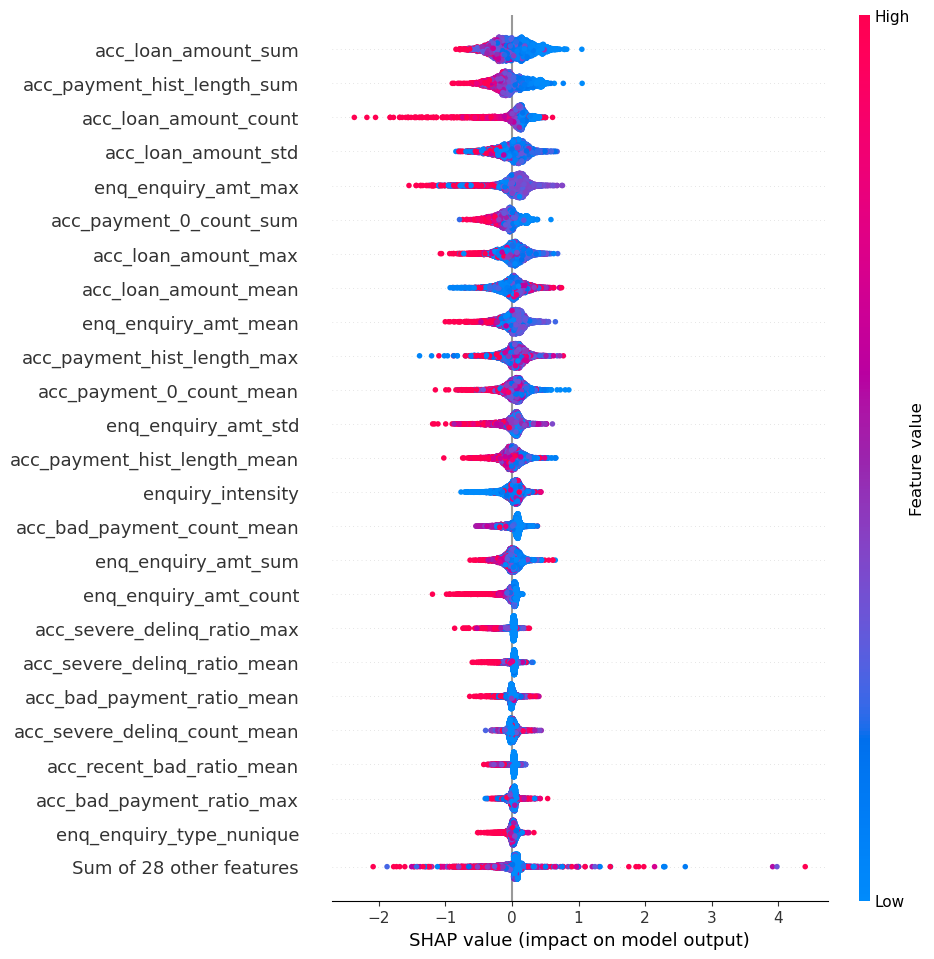 High
acc_loan_amount_sum
acc_payment_hist_length_sum
acc_loan_amount_count
acc_loan_amount_std
enq_enquiry_amt_max
acc_payment_0_count_sum
acc_loan_amount_max
acc_loan_amount_mean
enq_enquiry_amt_mean
acc_payment_hist_length_max
acc_payment_0_count_mean
enq_enquiry_amt_std
acc_payment_hist_length_mean
enquiry_intensity
acc_bad_payment_count_mean
enq_enquiry_amt_sum
enq_enquiry_amt_count
acc_severe_delinq_ratio_max
acc_severe_delinq_ratio_mean
acc_bad_payment_ratio_mean
acc_severe_delinq_count_mean
acc_recent_bad_ratio_mean
acc_bad_payment_ratio_max
enq_enquiry_type_nunique
Sum of 28 other features
Feature value
Low
−2 −1 0 1 2 3 4
SHAP value (impact on model output)